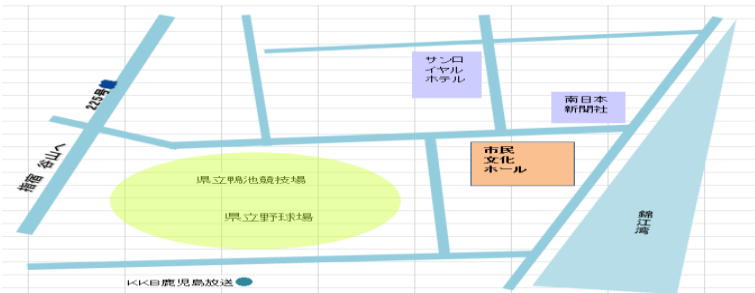 サンロ
イヤル
ホテル
南日本
新聞社
225号線
市民
文化
ホール
指宿 谷山へ
県立鴨池競技場
県立野球場
錦江湾
KKB鹿児島放送